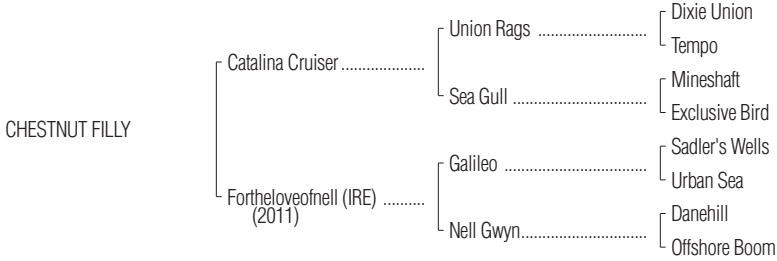 Dixie Union
Union Rags ..........................
Tempo
Catalina Cruiser ....................
Mineshaft
Sea Gull ................................
Exclusive Bird
CHESTNUT FILLY
Sadler's Wells
Galileo ..................................
Urban Sea
Fortheloveofnell (IRE) ..........
(2011)
Danehill
Nell Gwyn..............................
Offshore Boom